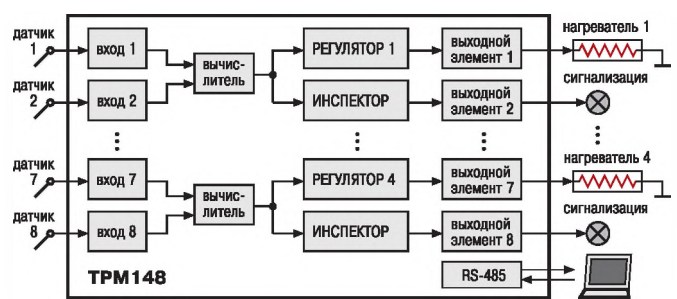 датчик 1
вход 1
вычис-
литель
РЕГУЛЯТОР 1
выходной
элемент 1
нагреватель 1
датчик 2
вход 2
ИНСПЕКТОР
выходной
элемент 2
сигнализация
датчик 7
вход 7
вычис-
литель
РЕГУЛЯТОР 4
выходной
элемент 7
нагреватель 4
датчик 8
вход 8
ИНСПЕКТОР
выходной
элемент 8
сигнализация
ТРМ148
RS-485